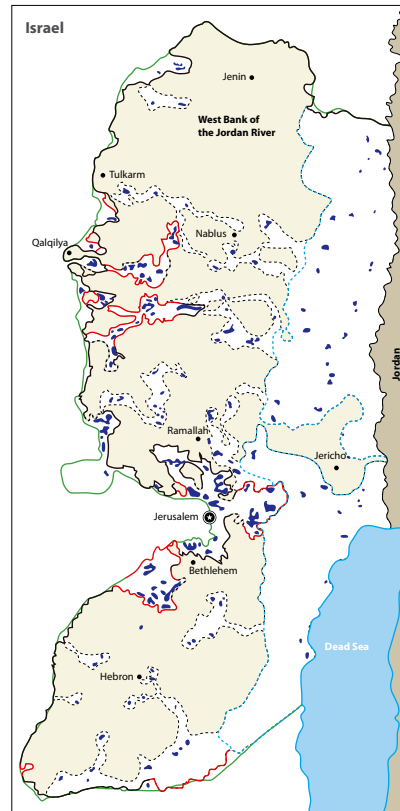 Israel
Jenin
West Bank
of the Jordan River
Tulkarm
Nablus
Qalqilya
Jordan
Ramallah
Jericho
Jerusalem
Bethlehem
Dead Sea
Hebron